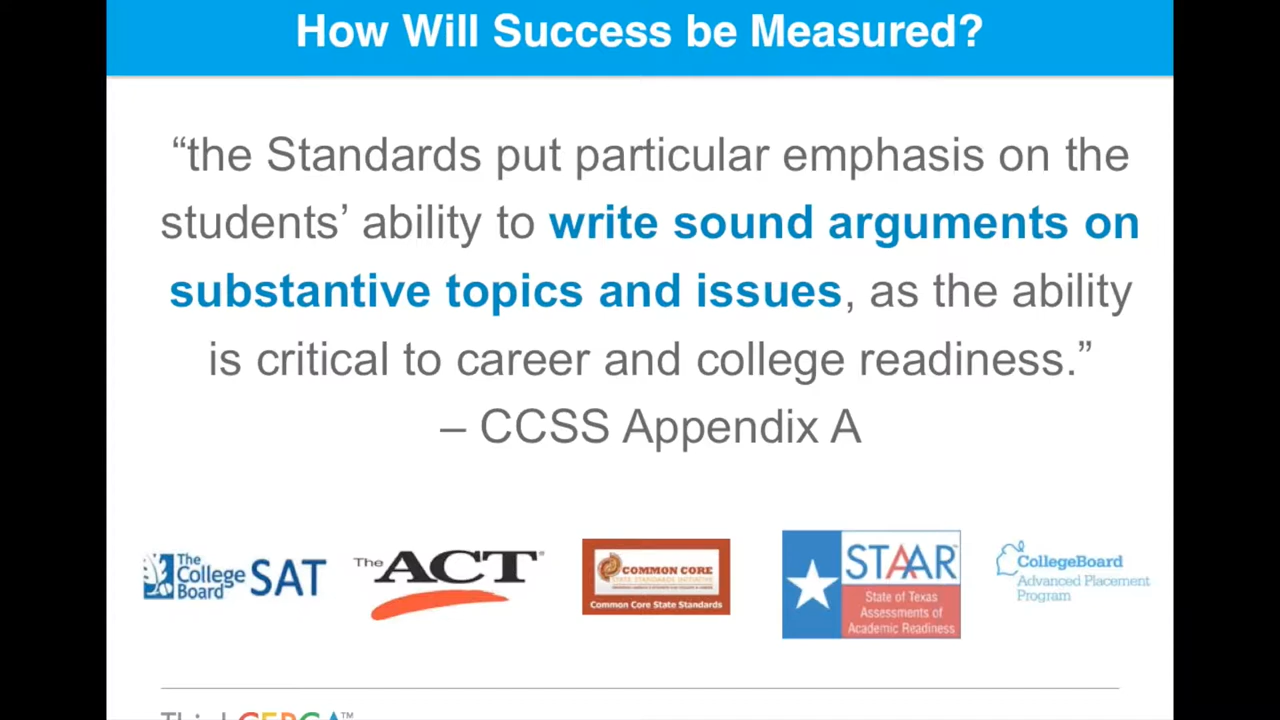 How Will Success be Measured?
“the Standards put particular emphasis on the
students’ ability to write sound arguments on
substantive topics and issues, as the ability
is critical to career and college readiness.”
– CCSS Appendix A
The College Board SAT
The ACT®
COMMON CORE
STATE STANDARDS INITIATIVE
Common Core State Standards
STAAR™
State of Texas
Assessments of
Academic Readiness
CollegeBoard
Advanced Placement
Program
ThinkCERCA™